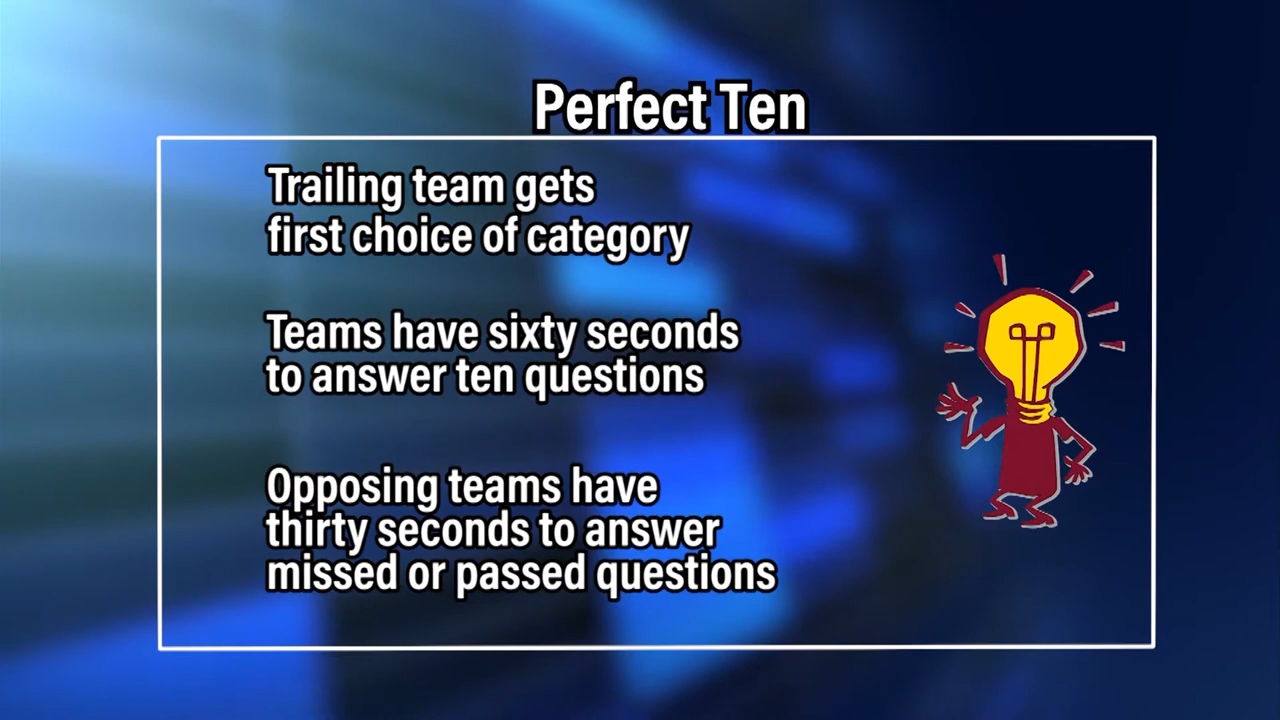 Perfect Ten
Trailing team gets
first choice of category
Teams have sixty seconds
to answer ten questions
Opposing teams have
thirty seconds to answer
missed or passed questions